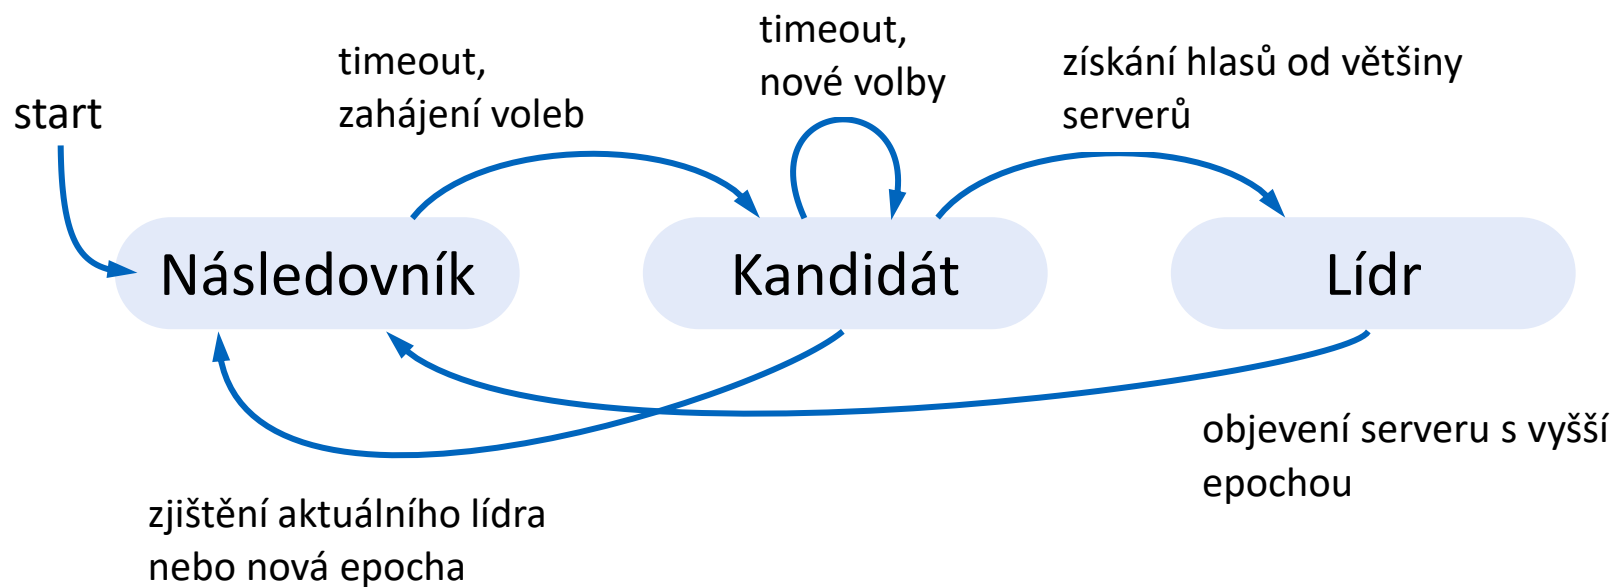 start
timeout,
zahájení voleb
timeout,
nové volby
získání hlasů od většiny
serverů
Následovník
Kandidát
Lídr
zjištění aktuálního lídra
nebo nová epocha
objevení serveru s vyšší
epochou